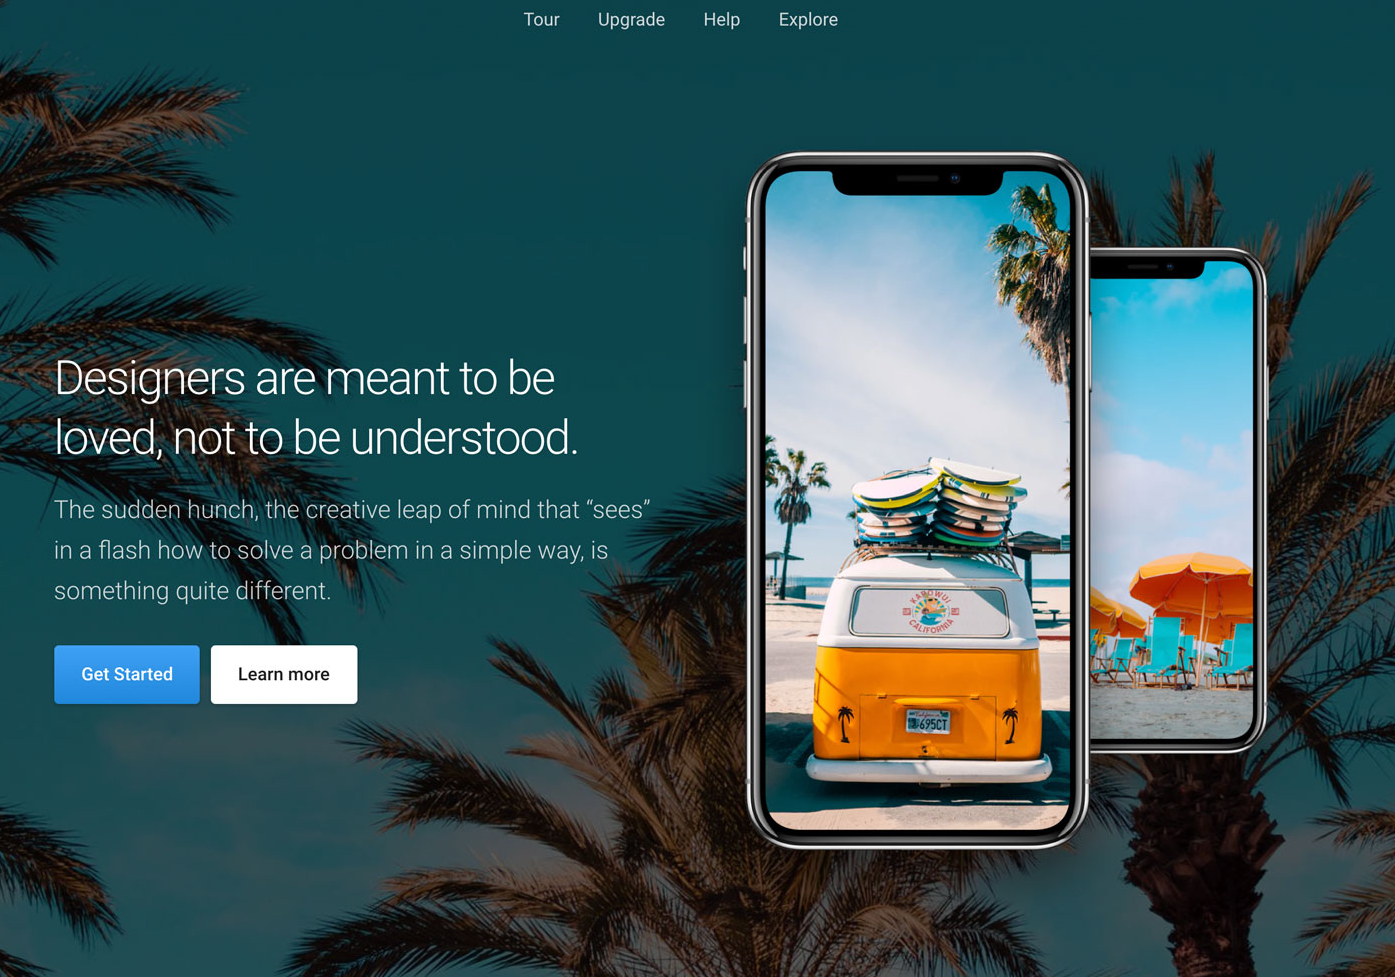 Tour Upgrade Help Explore
Designers are meant to be
loved, not to be understood.
The sudden hunch, the creative leap of mind that “sees”
in a flash how to solve a problem in a simple way, is
something quite different.
Get Started Learn more
KAROWUI
CALIFORNIA
California
695CT